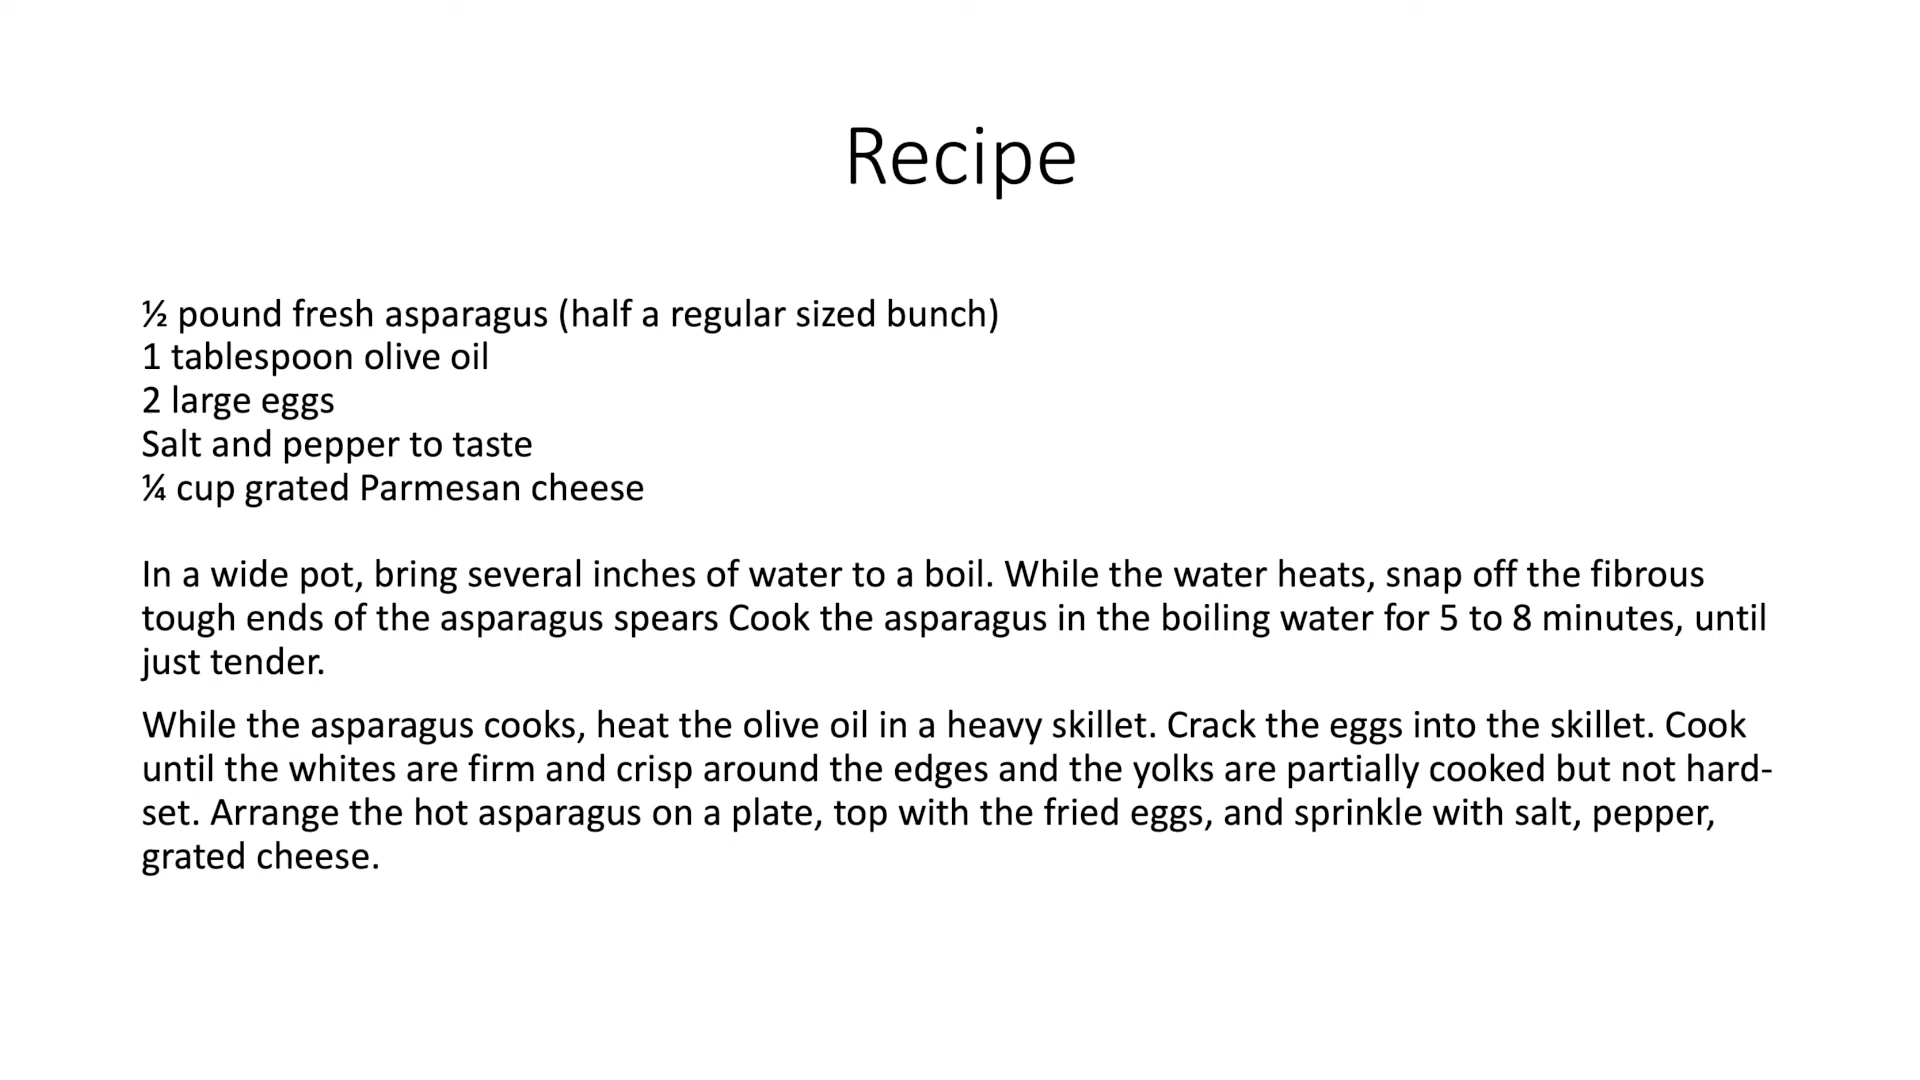 Recipe
½ pound fresh asparagus (half a regular sized bunch)
1 tablespoon olive oil
2 large eggs
Salt and pepper to taste
¼ cup grated Parmesan cheese
In a wide pot, bring several inches of water to a boil. While the water heats, snap off the fibrous
tough ends of the asparagus spears Cook the asparagus in the boiling water for 5 to 8 minutes, until
just tender.
While the asparagus cooks, heat the olive oil in a heavy skillet. Crack the eggs into the skillet. Cook
until the whites are firm and crisp around the edges and the yolks are partially cooked but not hard-
set. Arrange the hot asparagus on a plate, top with the fried eggs, and sprinkle with salt, pepper,
grated cheese.